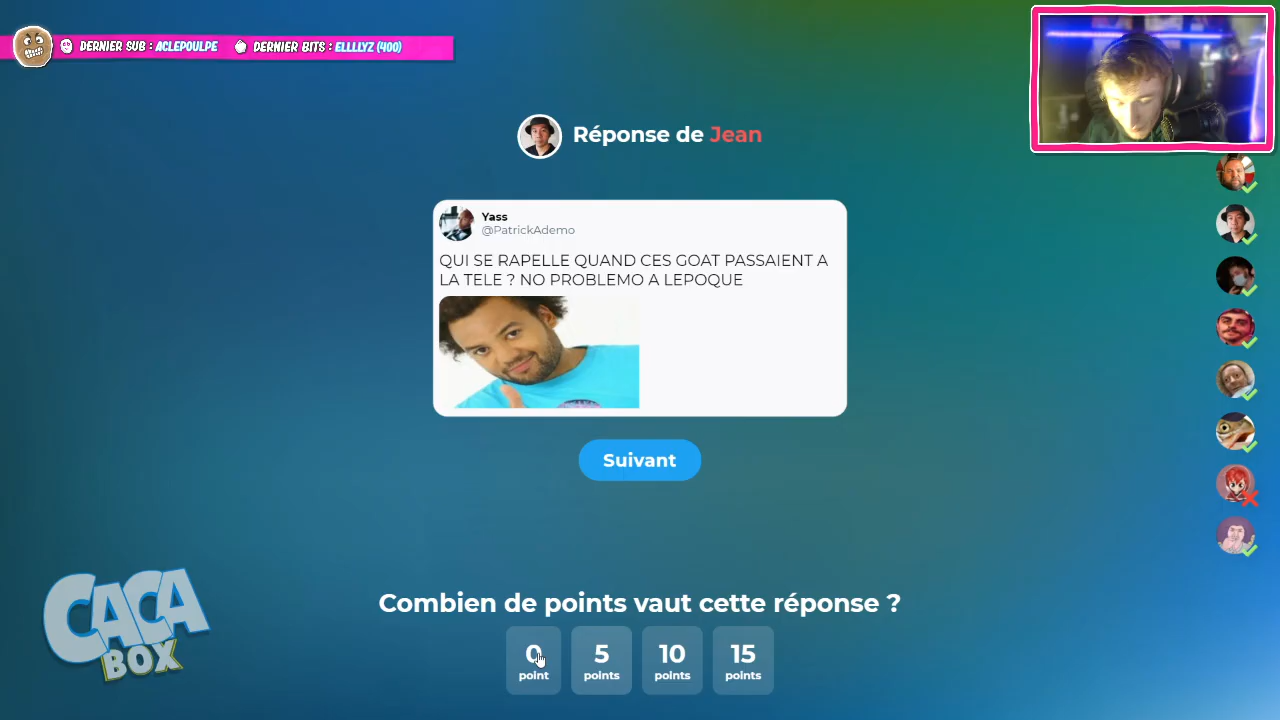 DERNIER SUB : ACLEPOULPE DERNIER BITS : ELLLLYZ (400)
Réponse de Jean
Yass
@PatrickAdemo
QUI SE RAPELLE QUAND CES GOAT PASSAIENT A
LA TELE ? NO PROBLEMO A LEPOQUE
Suivant
CACA
BOX
Combien de points vaut cette réponse ?
0 5 10 15
point points points points